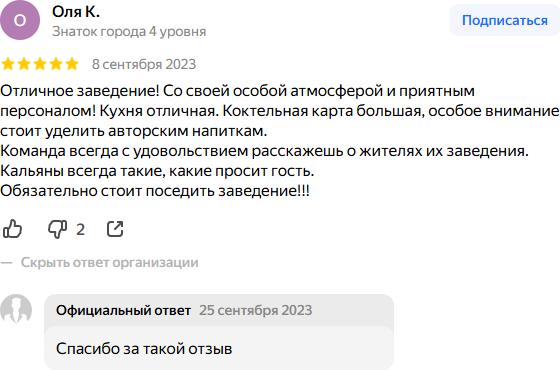 О
Оля К.
Знаток города 4 уровня
Подписаться
8 сентября 2023
Отличное заведение! Со своей особой атмосферой и приятным
персоналом! Кухня отличная. Коктельная карта большая, особое внимание
стоит уделить авторским напиткам.
Команда всегда с удовольствием расскажешь о жителях их заведения.
Кальяны всегда такие, какие просит гость.
Обязательно стоит поседить заведение!!!
2
— Скрыть ответ организации
Официальный ответ 25 сентября 2023
Спасибо за такой отзыв